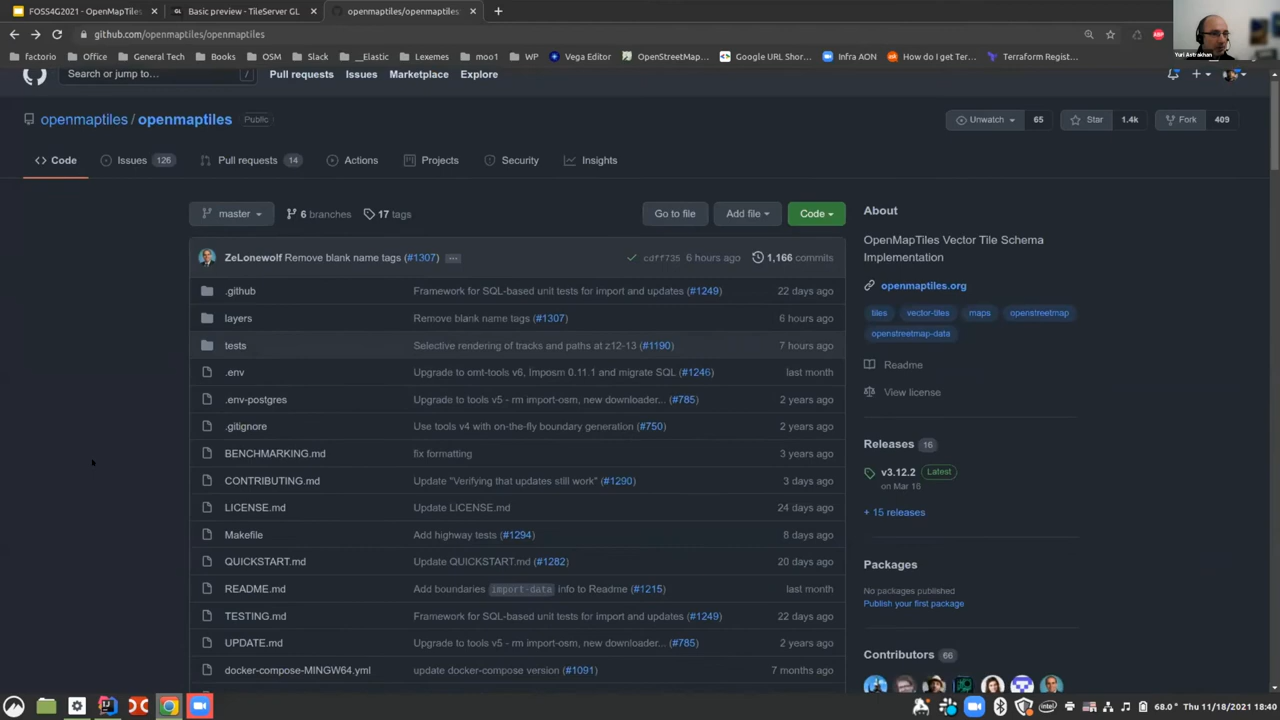 FOSS4G2021 - OpenMapTiles
Basic preview - TileServer GL
openmaptiles/openmaptiles
github.com/openmaptiles/openmaptiles
factorio
Office
General Tech
Books
OSM
Slack
__Elastic
Lexemes
most
WP
Vega Editor
OpenStreetMap...
Google URL Shor...
Infra AON
How do I get Ter...
Terraform Regist...
Yuri Astrakhan
Search or jump to...
/
Pull requests
Issues
Marketplace
Explore
openmaptiles / openmaptiles
Public
Unwatch 65
Star 1.4k
Fork 409
<> Code
Issues 126
Pull requests 14
Actions
Projects
Security
Insights
master
6 branches
17 tags
Go to file
Add file
Code
ZeLonewolf Remove blank name tags (#1307) ...
cdff735 6 hours ago
1,166 commits
.github Framework for SQL-based unit tests for import and updates (#1249) 22 days ago
layers Remove blank name tags (#1307) 6 hours ago
tests Selective rendering of tracks and paths at z12-13 (#1190) 7 hours ago
.env Upgrade to omt-tools v6, Imposm 0.11.1 and migrate SQL (#1246) last month
.env-postgres Upgrade to tools v5 - rm import-osm, new downloader... (#785) 2 years ago
.gitignore Use tools v4 with on-the-fly boundary generation (#750) 2 years ago
BENCHMARKING.md fix formatting 3 years ago
CONTRIBUTING.md Update "Verifying that updates still work" (#1290) 3 days ago
LICENSE.md Update LICENSE.md 24 days ago
Makefile Add highway tests (#1294) 8 days ago
QUICKSTART.md Update QUICKSTART.md (#1282) 20 days ago
README.md Add boundaries import-data info to Readme (#1215) last month
TESTING.md Framework for SQL-based unit tests for import and updates (#1249) 22 days ago
UPDATE.md Upgrade to tools v5 - rm import-osm, new downloader... (#785) 2 years ago
docker-compose-MINGW64.yml update docker-compose version (#1091) 7 months ago
About
OpenMapTiles Vector Tile Schema
Implementation
openmaptiles.org
tiles vector-tiles maps openstreetmap
openstreetmap-data
Readme
View license
Releases 16
v3.12.2 Latest
on Mar 16
+ 15 releases
Packages
No packages published
Publish your first package
Contributors 66
68.0° Thu 11/18/2021 18:40